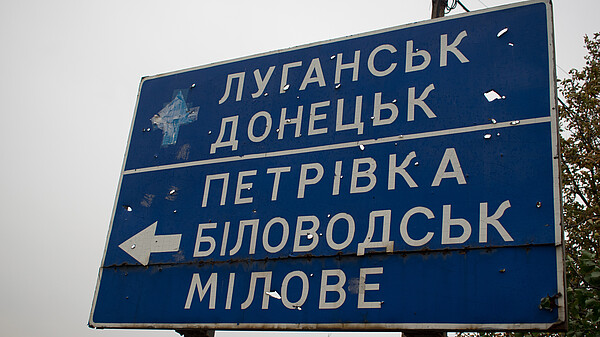 ЛУГАНСЬК
ДОНЕЦЬК
ПЕТРІВКА
БІЛОВОДСЬК
МІЛОВЕ